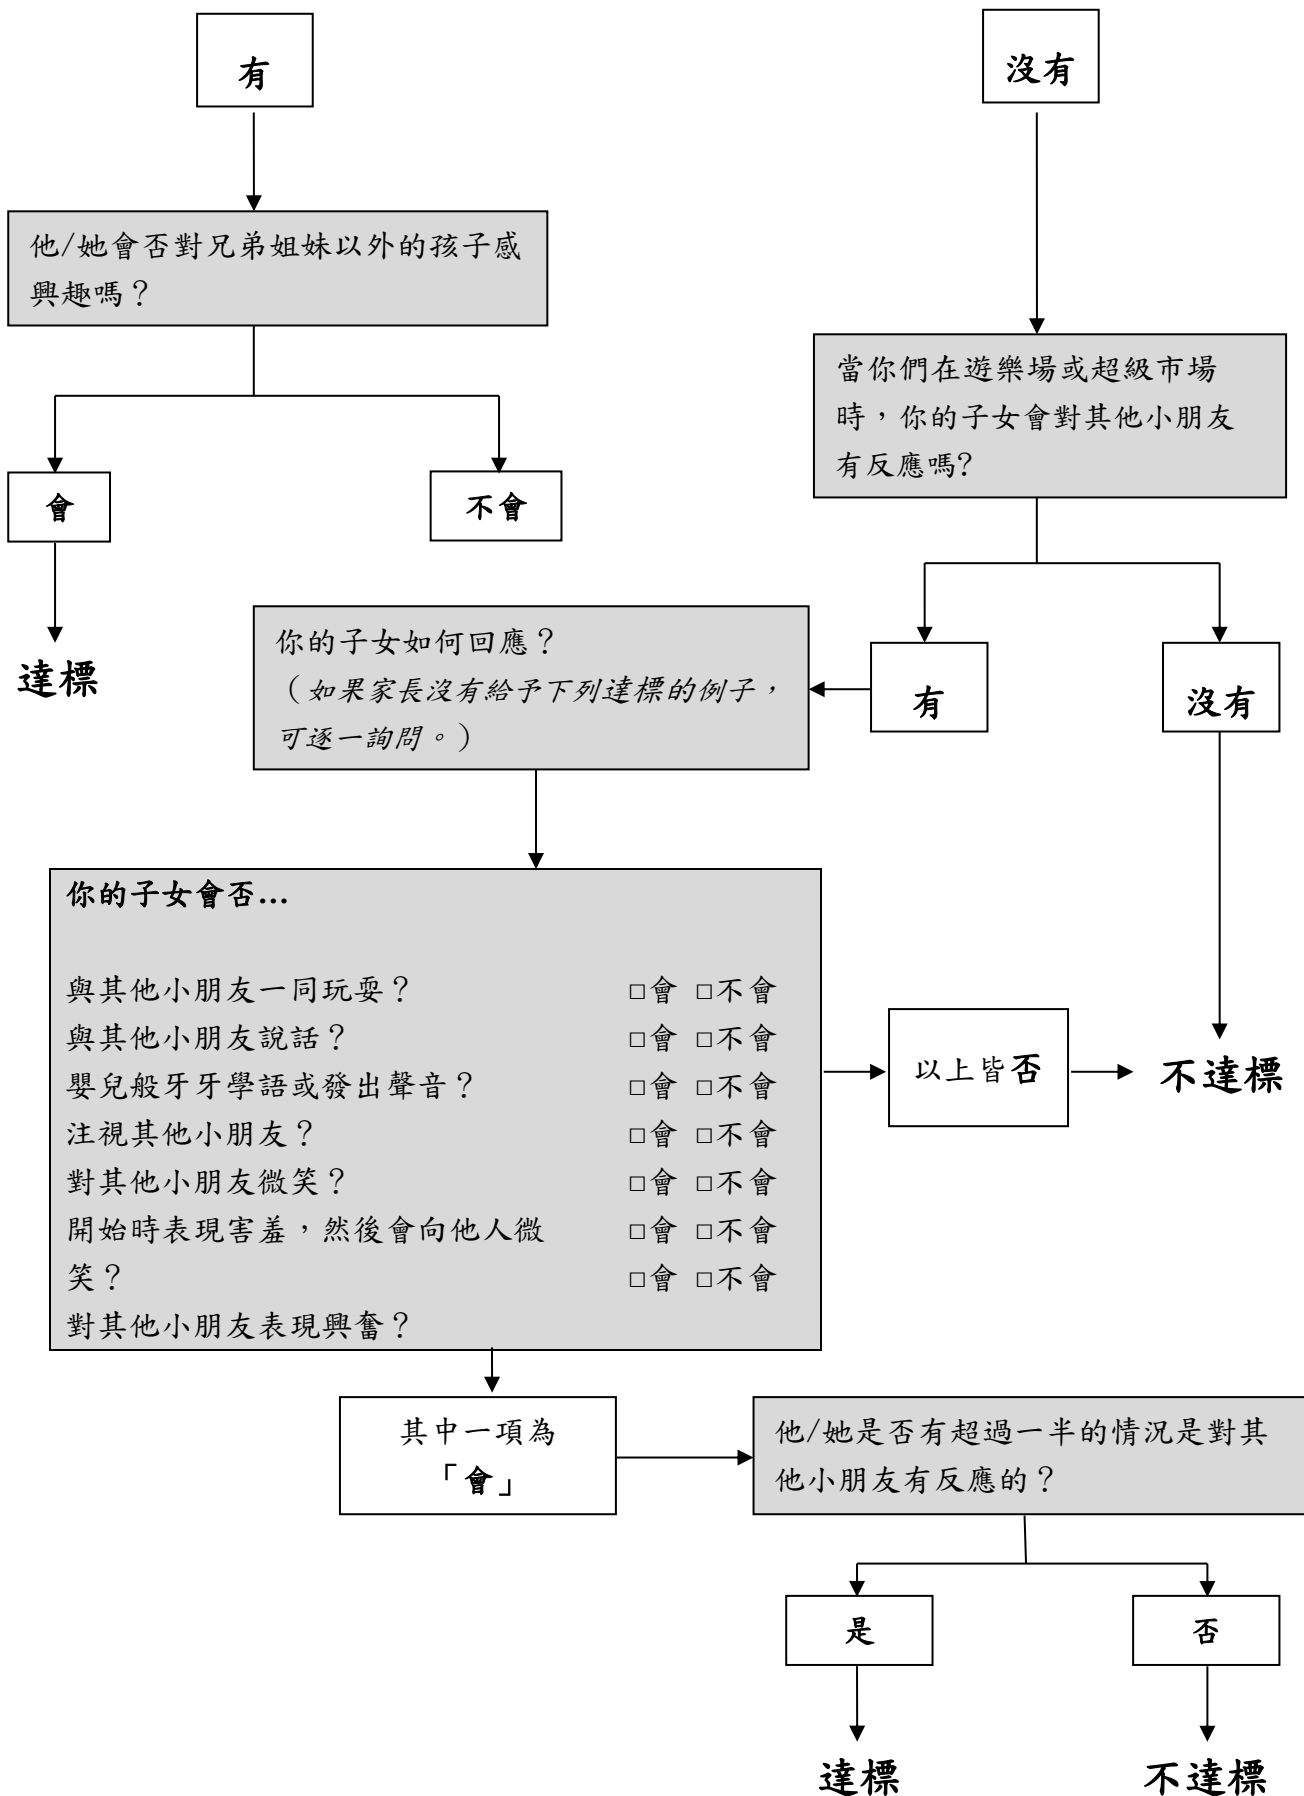 有
沒有
他/她會否對兄弟姐妹以外的孩子感
興趣嗎？
當你們在遊樂場或超級市場
時，你的子女會對其他小朋友
有反應嗎?
會
不會
達標
你的子女如何回應？
（如果家長沒有給予下列達標的例子，
可逐一詢問。）
有
沒有
你的子女會否...
與其他小朋友一同玩耍？ □會 □不會
與其他小朋友說話？ □會 □不會
嬰兒般牙牙學語或發出聲音？ □會 □不會
注視其他小朋友？ □會 □不會
對其他小朋友微笑？ □會 □不會
開始時表現害羞，然後會向他人微 □會 □不會
笑？ □會 □不會
對其他小朋友表現興奮？
以上皆否
不達標
其中一項為
「會」
他/她是否有超過一半的情況是對其
他小朋友有反應的？
是
否
達標
不達標